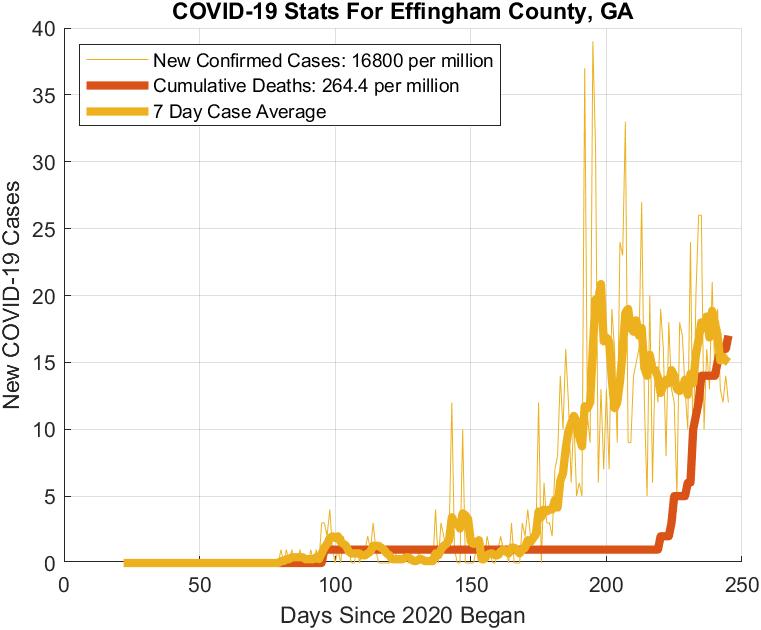 COVID-19 Stats For Effingham County, GA
New Confirmed Cases: 16800 per million
Cumulative Deaths: 264.4 per million
7 Day Case Average
New COVID-19 Cases
40
35
30
25
20
15
10
5
0
0 50 100 150 200 250
Days Since 2020 Began